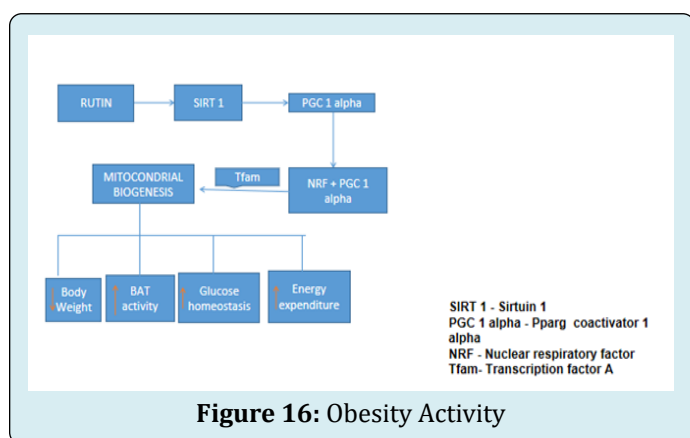 RUTIN
SIRT 1
PGC 1 alpha
MITOCONDRIAL
BIOGENESIS
Tfam
NRF + PGC 1
alpha
Body
Weight
BAT
activity
Glucose
homeostasis
Energy
expenditure
SIRT 1 - Sirtuin 1
PGC 1 alpha - Pparg coactivator 1
alpha
NRF - Nuclear respiratory factor
Tfam- Transcription factor A
Figure 16: Obesity Activity